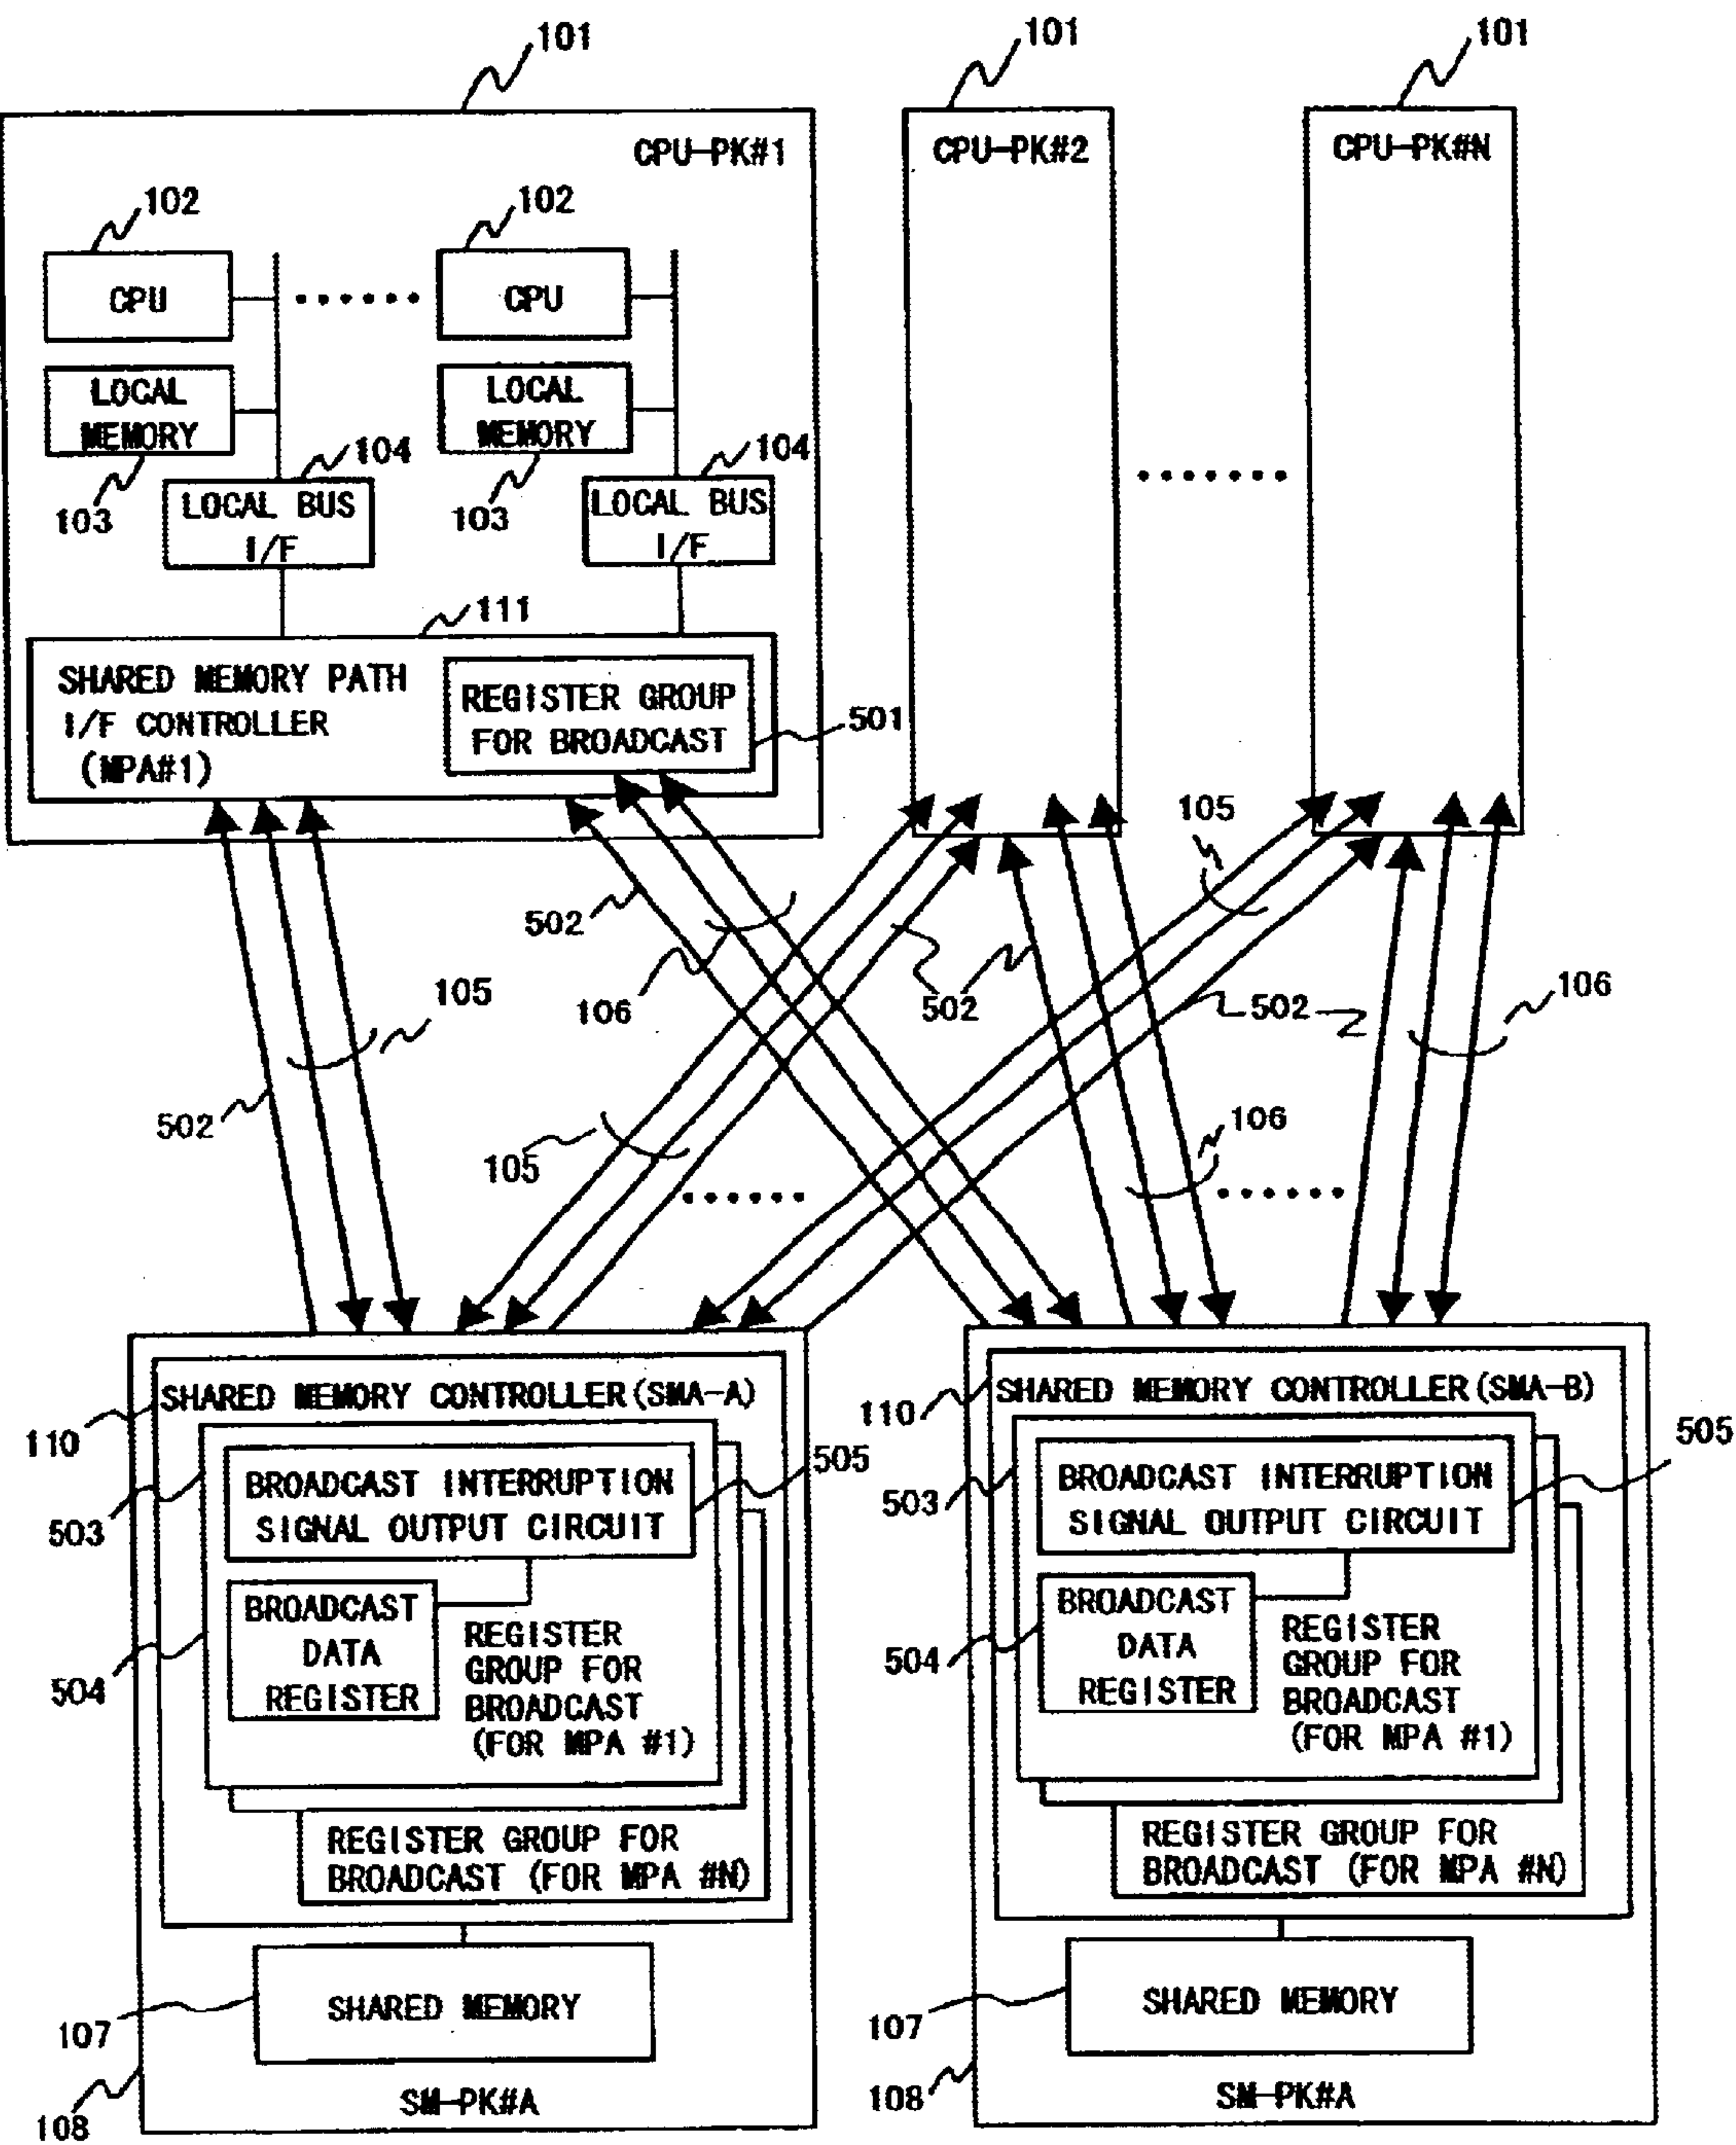 101
101
101
CPU-PK#1
CPU-PK#2
CPU-PK#N
102
102
CPU
CPU
LOCAL
MEMORY
LOCAL
MEMORY
104
104
103
103
LOCAL BUS
I/F
LOCAL BUS
I/F
111
SHARED MEMORY PATH
I/F CONTROLLER
(MPA#1)
REGISTER GROUP
FOR BROADCAST
501
105
502
106
502
502
106
105
502
105
106
SHARED MEMORY CONTROLLER(SMA-A)
110
BROADCAST INTERRUPTION
SIGNAL OUTPUT CIRCUIT
505
503
BROADCAST
DATA
REGISTER
504
REGISTER
GROUP FOR
BROADCAST
(FOR MPA #1)
REGISTER GROUP FOR
BROADCAST (FOR MPA #N)
SHARED MEMORY
107
SM-PK#A
108
SHARED MEMORY CONTROLLER(SMA-B)
110
BROADCAST INTERRUPTION
SIGNAL OUTPUT CIRCUIT
505
503
BROADCAST
DATA
REGISTER
504
REGISTER
GROUP FOR
BROADCAST
(FOR MPA #1)
REGISTER GROUP FOR
BROADCAST (FOR MPA #N)
SHARED MEMORY
107
SM-PK#A
108